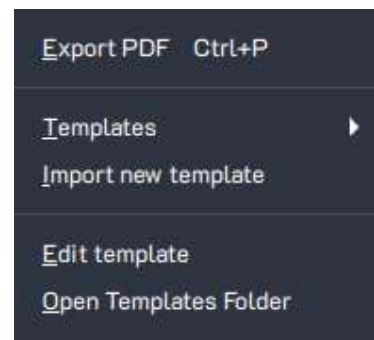 Export PDF Ctrl+P
Templates
Import new template
Edit template
Open Templates Folder